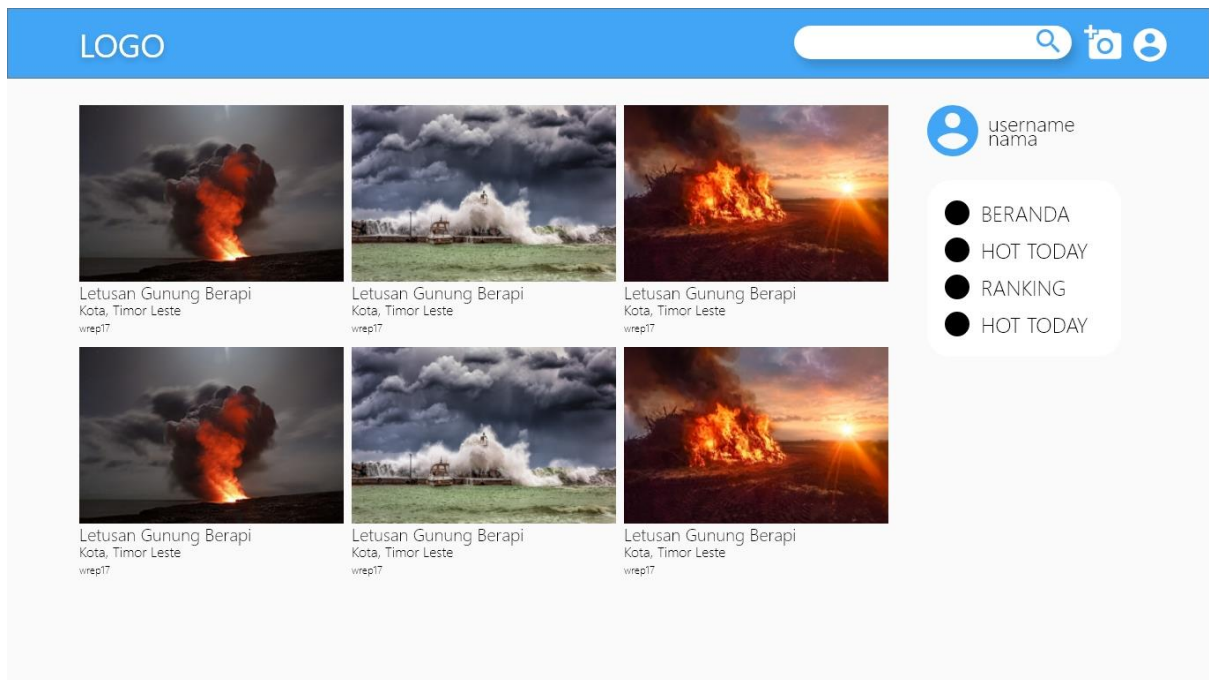 LOGO
Letusan Gunung Berapi
Kota, Timor Leste
wrep17
Letusan Gunung Berapi
Kota, Timor Leste
wrep17
Letusan Gunung Berapi
Kota, Timor Leste
wrep17
Letusan Gunung Berapi
Kota, Timor Leste
wrep17
Letusan Gunung Berapi
Kota, Timor Leste
wrep17
Letusan Gunung Berapi
Kota, Timor Leste
wrep17
username
nama
BERANDA
HOT TODAY
RANKING
HOT TODAY